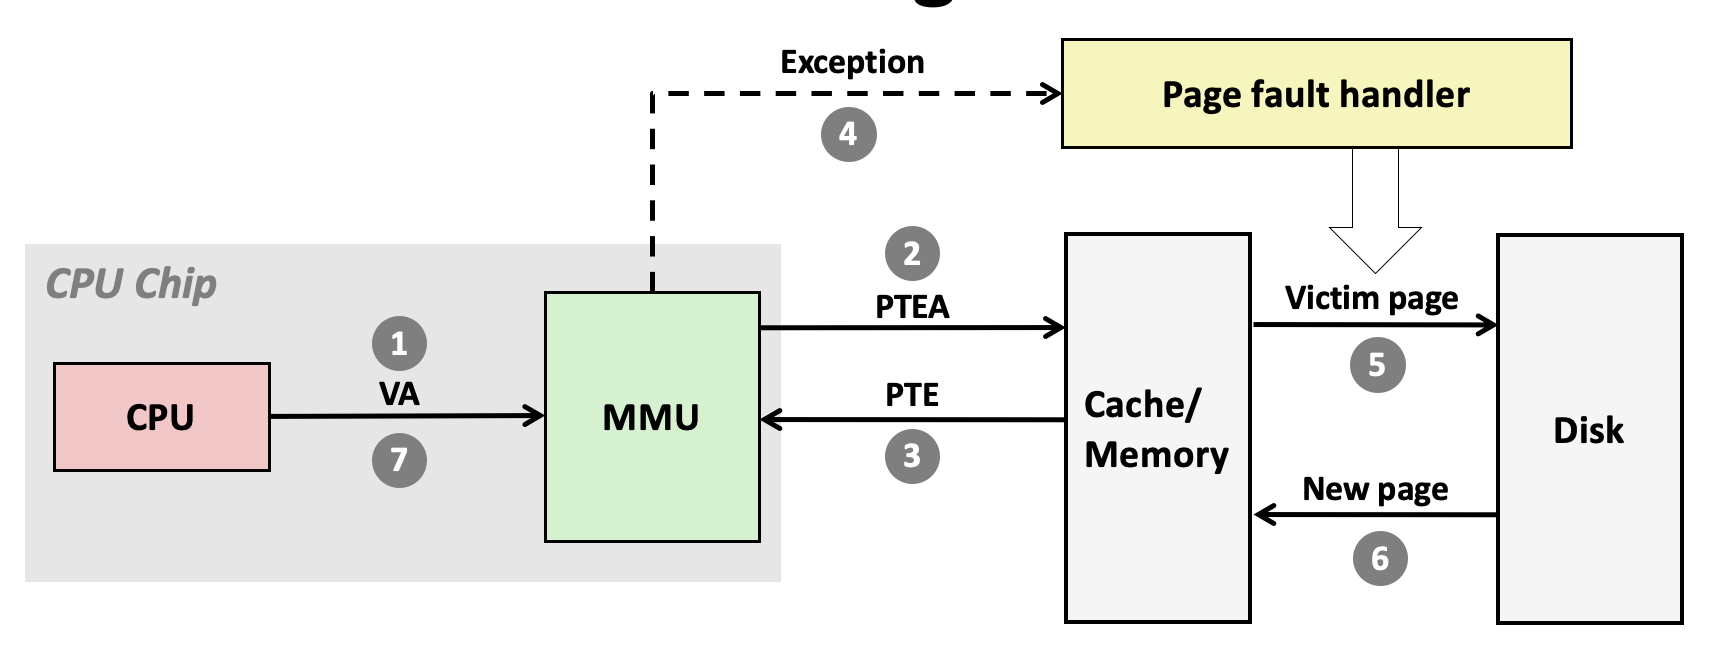 Exception
Page fault handler
4
2
CPU Chip
PTEA
Victim page
1
5
VA
PTE
CPU
MMU
Cache/
Memory
Disk
7
3
New page
6